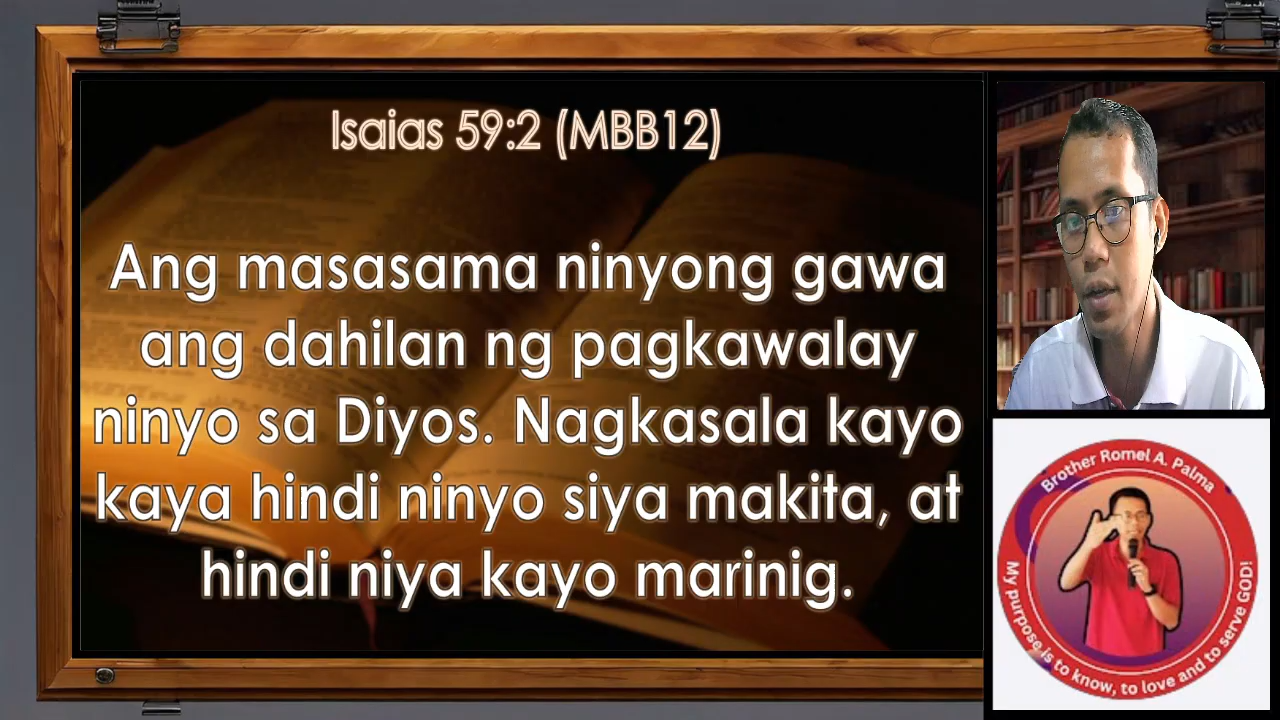 Isaias 59:2 (MBB12)
Ang masasama ninyong gawa
ang dahilan ng pagkawalay
ninyo sa Diyos. Nagkasala kayo
kaya hindi ninyo siya makita, at
hindi niya kayo marinig.
Brother Romel A. Palma
My purpose is to know, to love and to serve GOD!